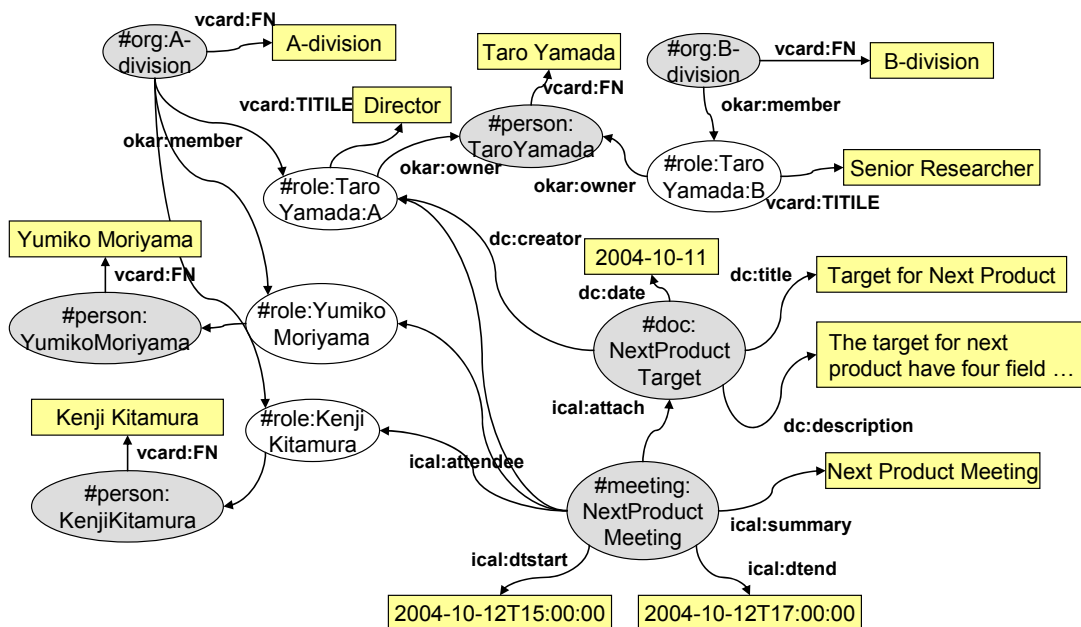 vcard:FN
#org:A-
division
A-division
Taro Yamada
#org:B-
division
vcard:FN
B-division
vcard:TITILE
Director
vcard:FN
okar:member
okar:member
#person:
TaroYamada
#role:Taro
Yamada:A
okar:owner
okar:owner
#role:Taro
Yamada:B
Senior Researcher
vcard:TITILE
Yumiko Moriyama
vcard:FN
dc:creator
2004-10-11
dc:date
dc:title
Target for Next Product
#person:
YumikoMoriyama
#role:Yumiko
Moriyama
#doc:
NextProduct
Target
The target for next
product have four field …
Kenji Kitamura
vcard:FN
#role:Kenji
Kitamura
ical:attach
dc:description
ical:attendee
#person:
KenjiKitamura
#meeting:
NextProduct
Meeting
Next Product Meeting
ical:summary
ical:dtstart
ical:dtend
2004-10-12T15:00:00
2004-10-12T17:00:00